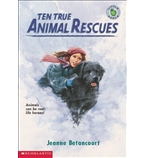 TEN TRUE
ANIMAL RESCUES
Animals
can be real-
life heroes!
Jeanne Betancourt
SCHOLASTIC